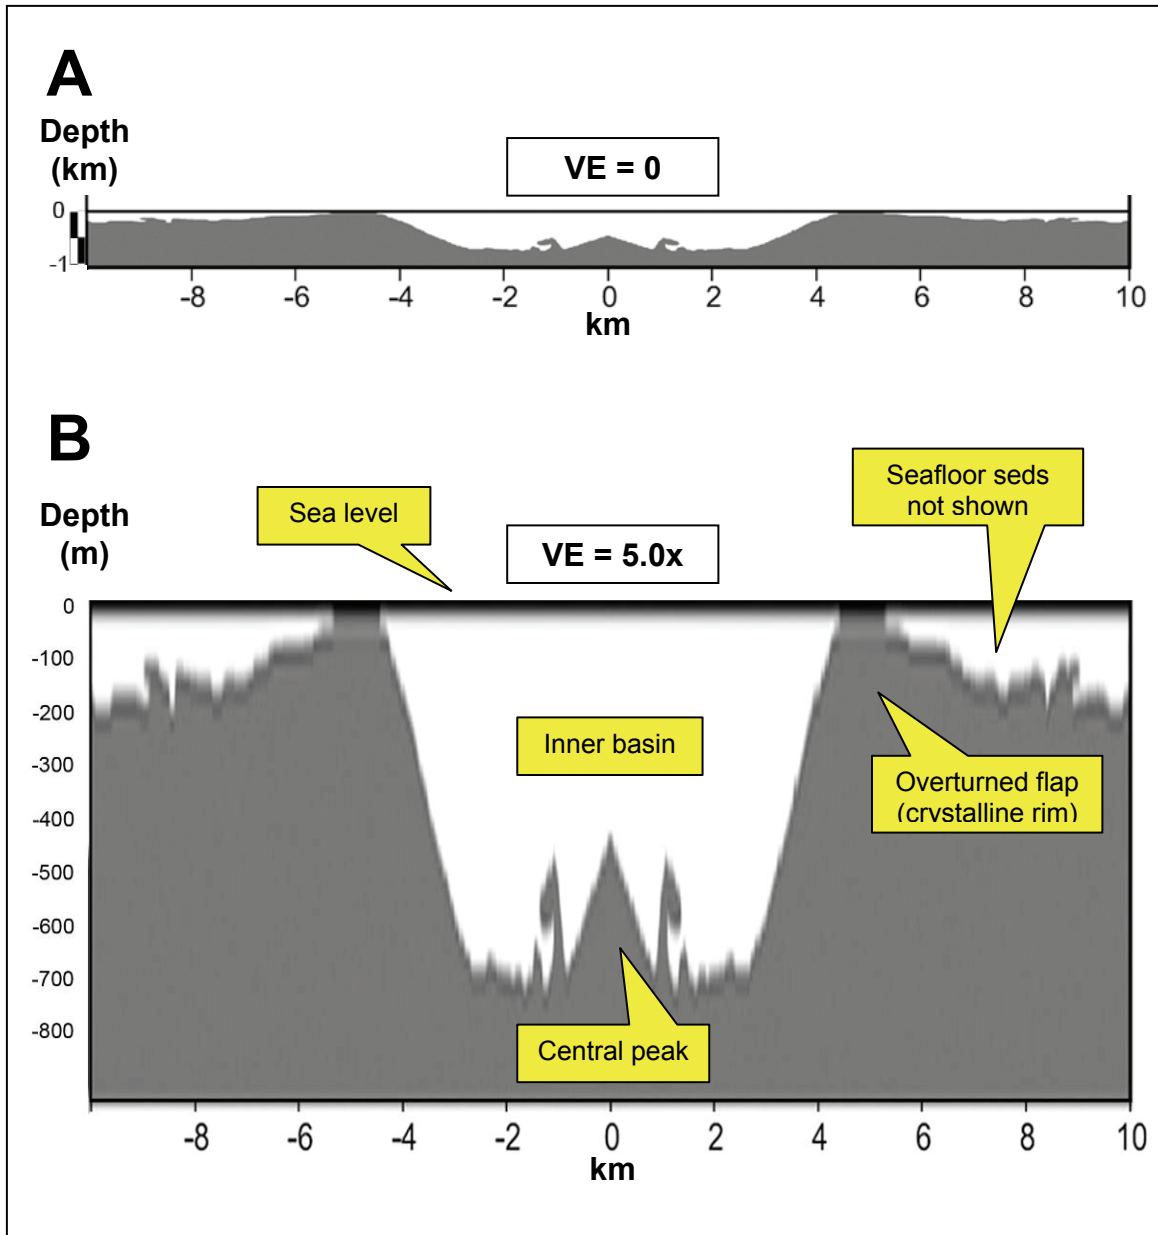 A
Depth
(km)
VE = 0
0
-1
-8 -6 -4 -2 0 2 4 6 8 10
km
B
Depth
(m)
Sea level
VE = 5.0x
Seafloor seds
not shown
0
-100
-200
-300
-400
-500
-600
-700
-800
Inner basin
Overturned flap
(crystalline rim)
Central peak
-8 -6 -4 -2 0 2 4 6 8 10
km